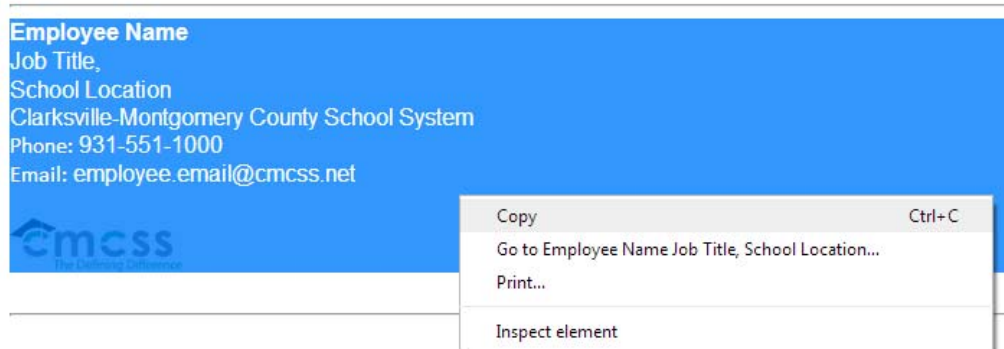 Employee Name
Job Title,
School Location
Clarksville-Montgomery County School System
Phone: 931-551-1000
Email: employee.email@cmcss.net
cmcss
The Defining Difference
Copy Ctrl+C
Go to Employee Name Job Title, School Location...
Print...
Inspect element